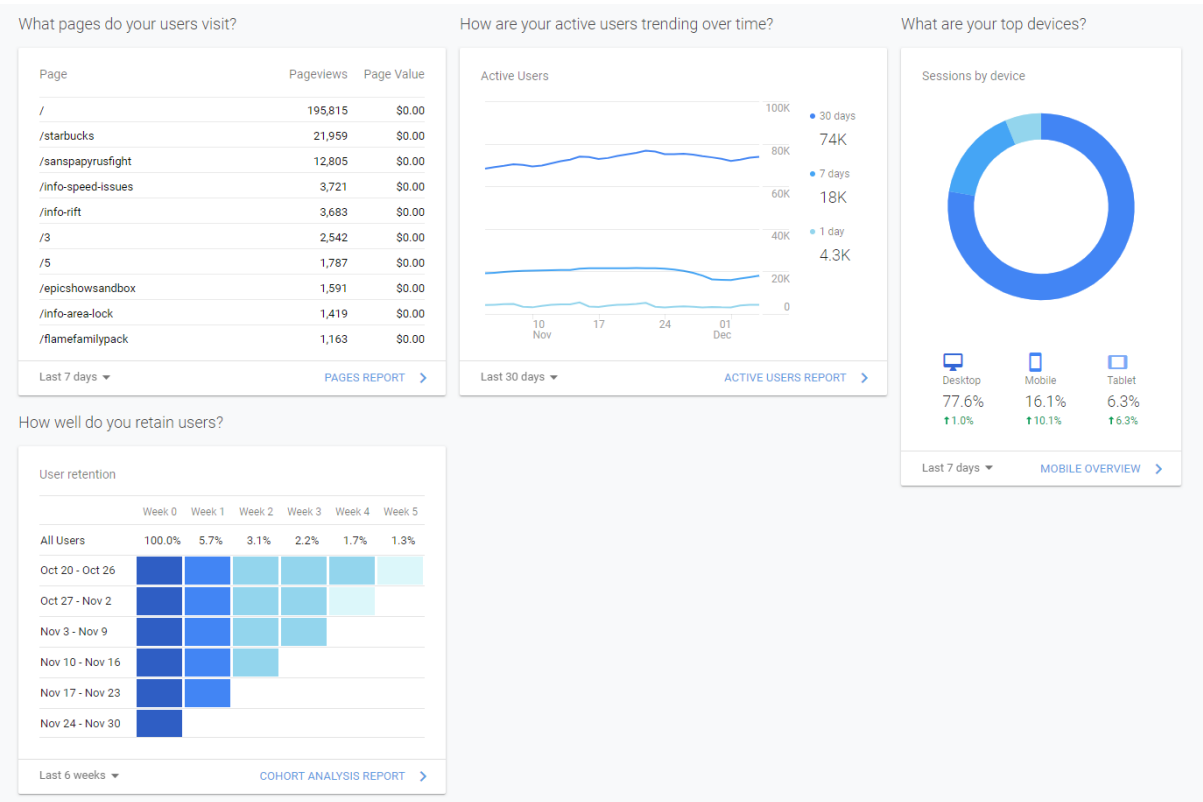 What pages do your users visit?
Page Pageviews Page Value
/ 195,815 $0.00
/starbucks 21,959 $0.00
/sanspapyrusfight 12,805 $0.00
/info-speed-issues 3,721 $0.00
/info-rift 3,683 $0.00
/3 2,542 $0.00
/5 1,787 $0.00
/epicshowsandbox 1,591 $0.00
/info-area-lock 1,419 $0.00
/flamefamilypack 1,163 $0.00
Last 7 days PAGES REPORT
How are your active users trending over time?
Active Users
100K
80K
60K
40K
20K
0
10 17 24 01
Nov Dec
30 days
74K
7 days
18K
1 day
4.3K
Last 30 days ACTIVE USERS REPORT
What are your top devices?
Sessions by device
Desktop Mobile Tablet
77.6% 16.1% 6.3%
↑1.0% ↑10.1% ↑6.3%
Last 7 days MOBILE OVERVIEW
How well do you retain users?
User retention
Week 0 Week 1 Week 2 Week 3 Week 4 Week 5
All Users 100.0% 5.7% 3.1% 2.2% 1.7% 1.3%
Oct 20 - Oct 26
Oct 27 - Nov 2
Nov 3 - Nov 9
Nov 10 - Nov 16
Nov 17 - Nov 23
Nov 24 - Nov 30
Last 6 weeks COHORT ANALYSIS REPORT